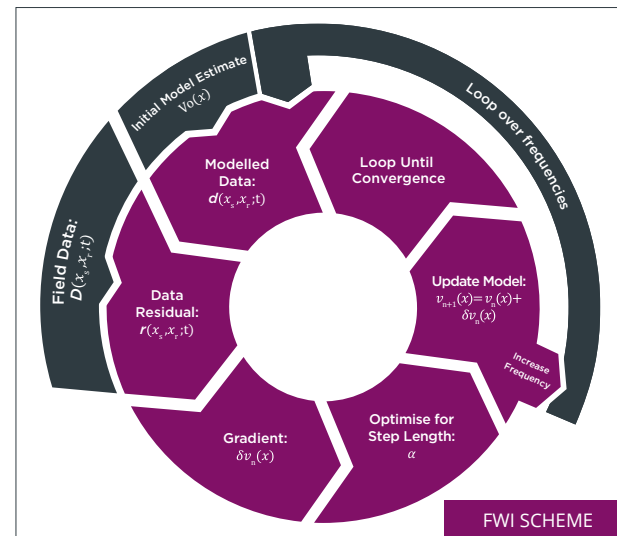 Initial Model Estimate
Vo(x)
Loop over frequencies
Field Data:
D(xₛ,xᵣ;t)
Modelled
Data:
d(xₛ,xᵣ;t)
Loop Until
Convergence
Data
Residual:
r(xₛ,xᵣ;t)
Update Model:
vₙ₊₁(x)=vₙ(x)+
δvₙ(x)
Increase
Frequency
Gradient:
δvₙ(x)
Optimise for
Step Length:
α
FWI SCHEME